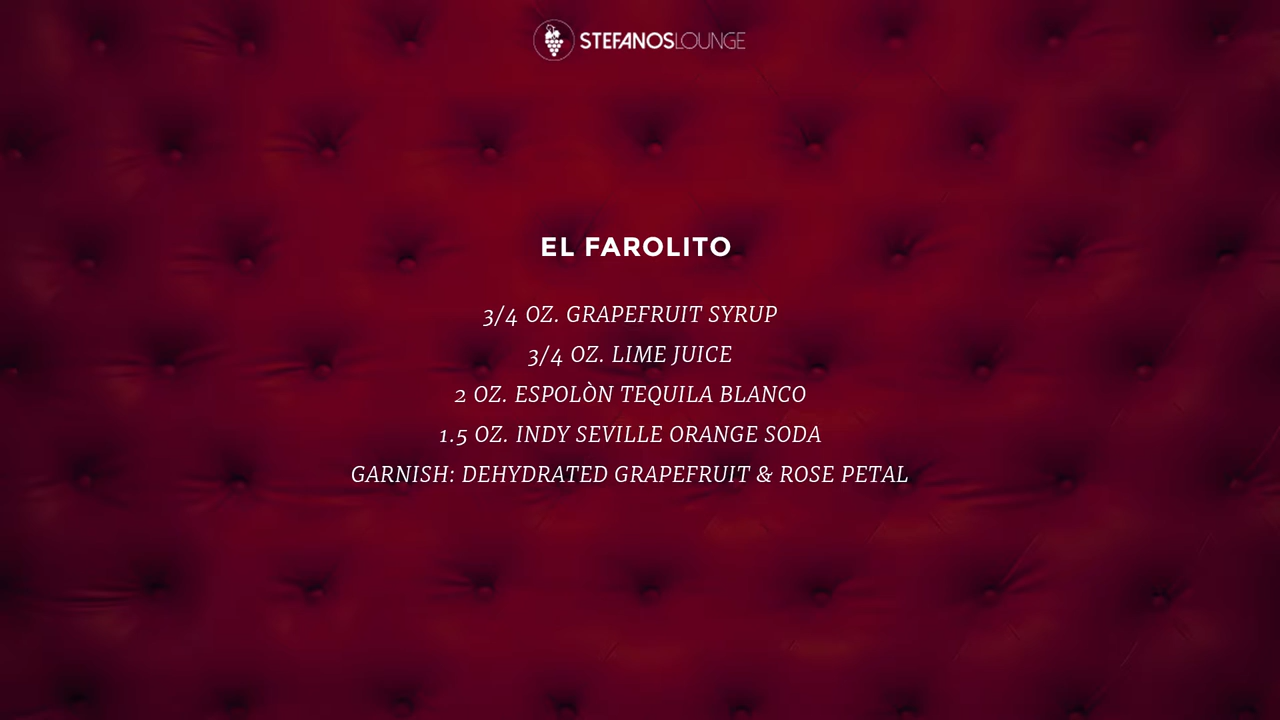 STEFANOSLOUNGE
EL FAROLITO
3/4 OZ. GRAPEFRUIT SYRUP
3/4 OZ. LIME JUICE
2 OZ. ESPOLÒN TEQUILA BLANCO
1.5 OZ. INDY SEVILLE ORANGE SODA
GARNISH: DEHYDRATED GRAPEFRUIT & ROSE PETAL